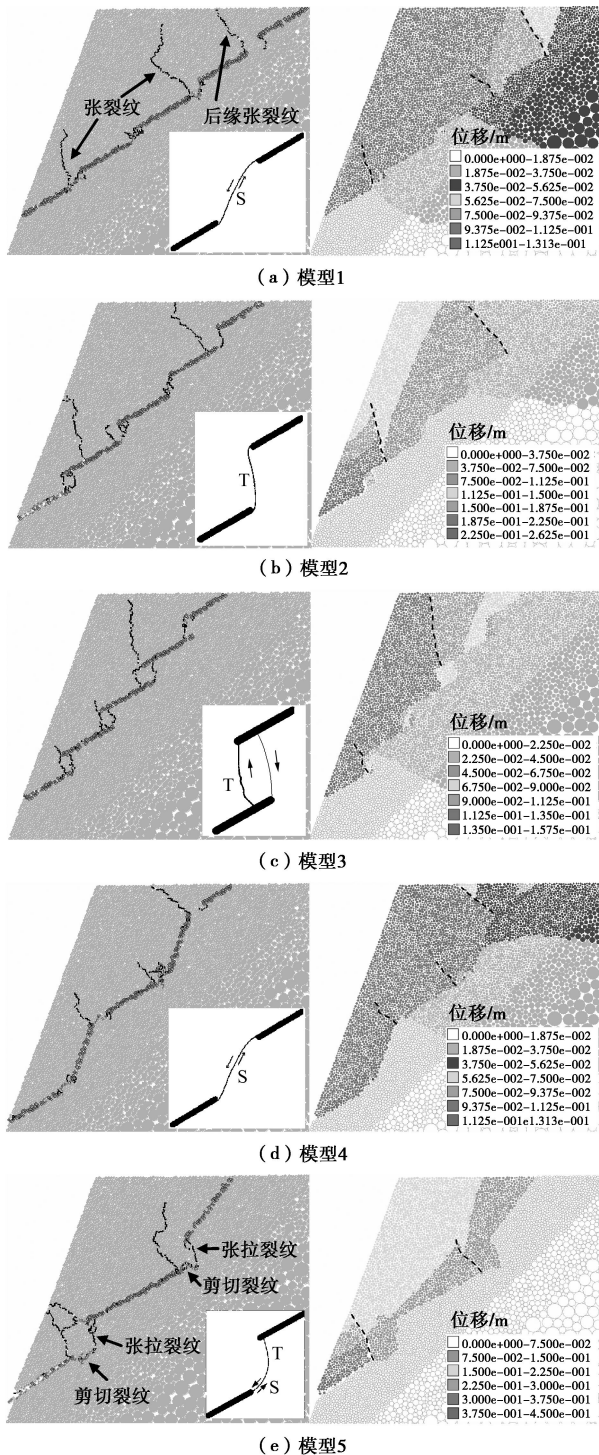 张裂纹
后缘张裂纹
S
位移/m
0.000e+000-1.875e-002
1.875e-002-3.750e-002
3.750e-002-5.625e-002
5.625e-002-7.500e-002
7.500e-002-9.375e-002
9.375e-002-1.125e-001
1.125e001-1.313e-001
(a)模型1
T
位移/m
0.000e+000-3.750e-002
3.750e-002-7.500e-002
7.500e-002-1.125e-001
1.125e-001-1.500e-001
1.500e-001-1.875e-001
1.875e-001-2.250e-001
2.250e-001-2.625e-001
(b)模型2
T
位移/m
0.000e+000-2.250e-002
2.250e-002-4.500e-002
4.500e-002-6.750e-002
6.750e-002-9.000e-002
9.000e-002-1.125e-001
1.125e-001-1.350e-001
1.350e-001-1.575e-001
(c)模型3
S
位移/m
0.000e+000-1.875e-002
1.875e-002-3.750e-002
3.750e-002-5.625e-002
5.625e-002-7.500e-002
7.500e-002-9.375e-002
9.375e-002-1.125e-001
1.125e-001e1.313e-001
(d)模型4
张拉裂纹
剪切裂纹
张拉裂纹
剪切裂纹
T
S
位移/m
0.000e+000-7.500e-002
7.500e-002-1.500e-001
1.500e-001-2.250e-001
2.250e-001-3.000e-001
3.000e-001-3.750e-001
3.750e-001-4.500e-001
(e)模型5